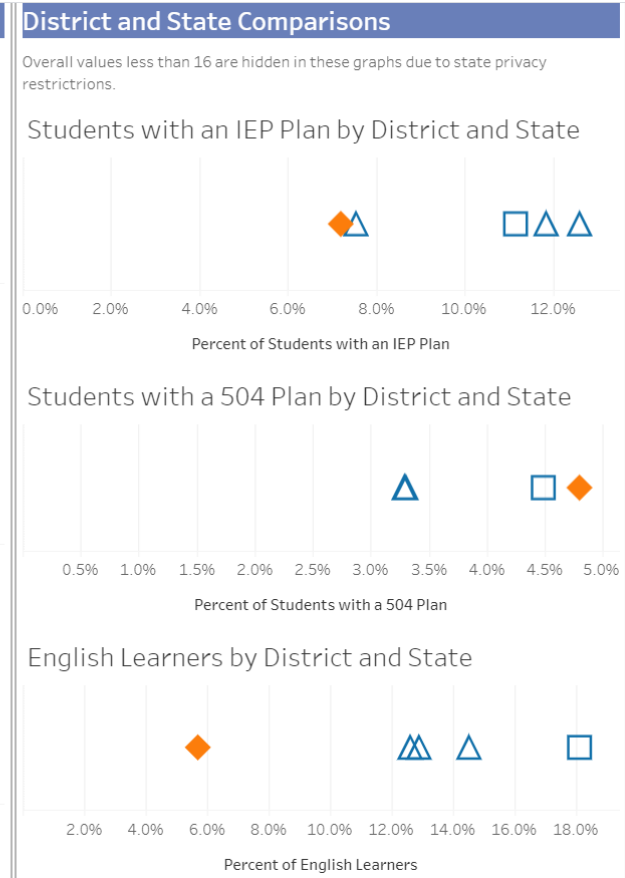 District and State Comparisons
Overall values less than 16 are hidden in these graphs due to state privacy
restrictrions.
Students with an IEP Plan by District and State
0.0% 2.0% 4.0% 6.0% 8.0% 10.0% 12.0%
Percent of Students with an IEP Plan
Students with a 504 Plan by District and State
0.5% 1.0% 1.5% 2.0% 2.5% 3.0% 3.5% 4.0% 4.5% 5.0%
Percent of Students with a 504 Plan
English Learners by District and State
2.0% 4.0% 6.0% 8.0% 10.0% 12.0% 14.0% 16.0% 18.0%
Percent of English Learners